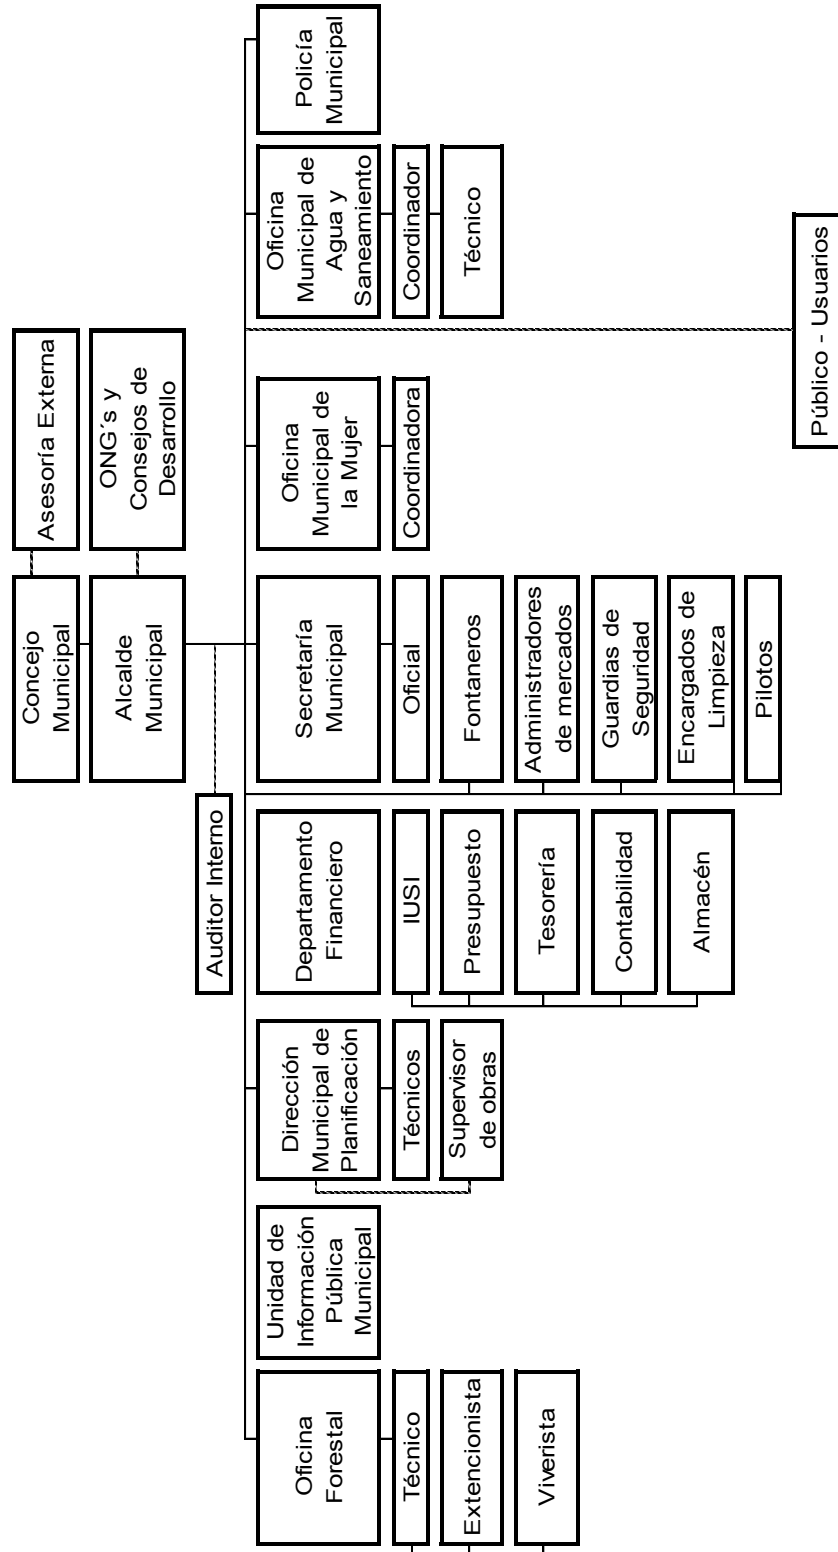 Concejo
Municipal
Asesoría Externa
Alcalde
Municipal
ONG´s y
Consejos de
Desarrollo
Auditor Interno
Oficina
Forestal
Técnico
Extencionista
Viverista
Unidad de
Información
Pública
Municipal
Dirección
Municipal de
Planificación
Técnicos
Supervisor
de obras
Departamento
Financiero
IUSI
Presupuesto
Tesorería
Contabilidad
Almacén
Secretaría
Municipal
Oficial
Fontaneros
Administradores
de mercados
Guardias de
Seguridad
Encargados de
Limpieza
Pilotos
Oficina
Municipal de
la Mujer
Coordinadora
Oficina
Municipal de
Agua y
Saneamiento
Coordinador
Técnico
Policía
Municipal
Público - Usuarios